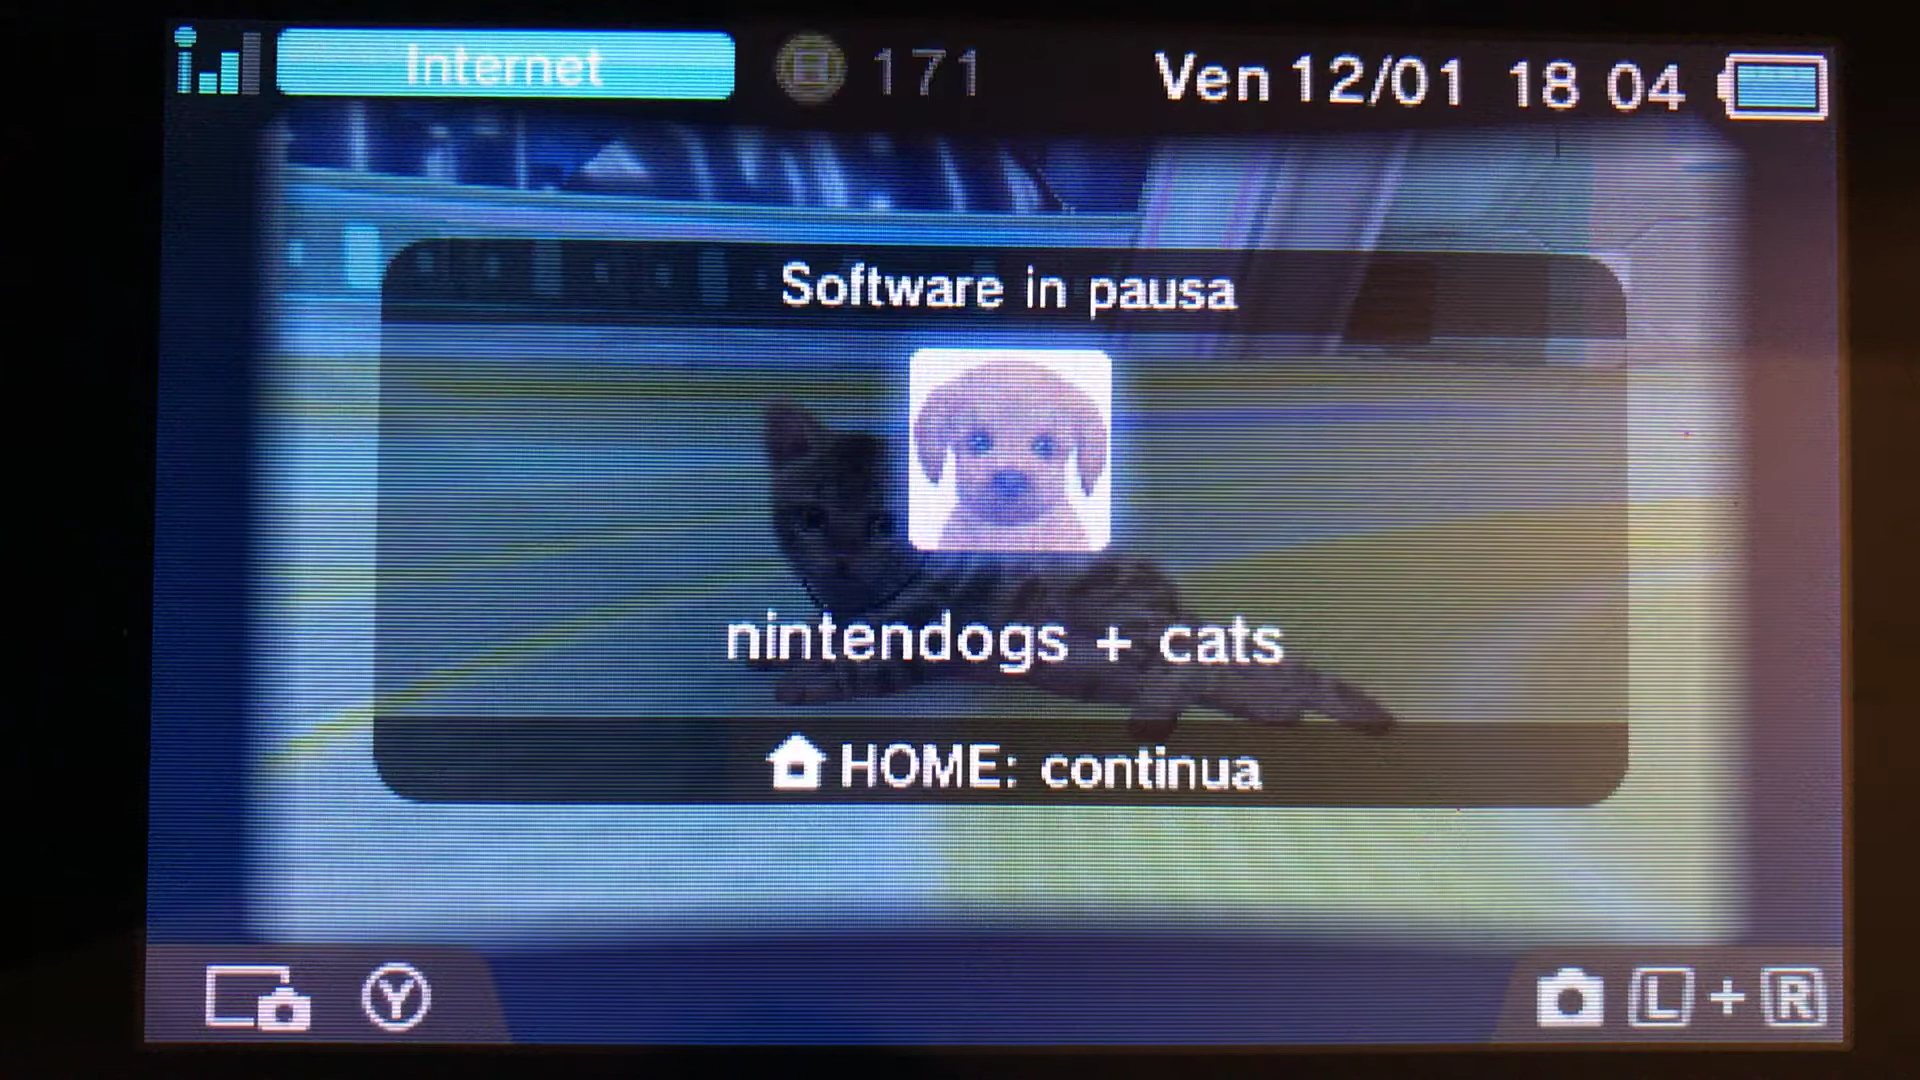 Internet 171 Ven 12/01 18 04
Software in pausa
nintendogs + cats
HOME: continua
Y L + R